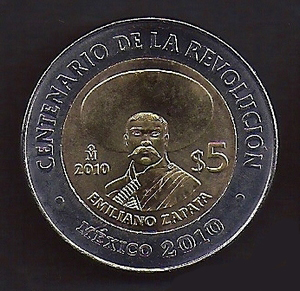 CENTENARIO DE LA REVOLUCIÓN
M̊
2010
$5
EMILIANO ZAPATA
· MÉXICO 2010 ·